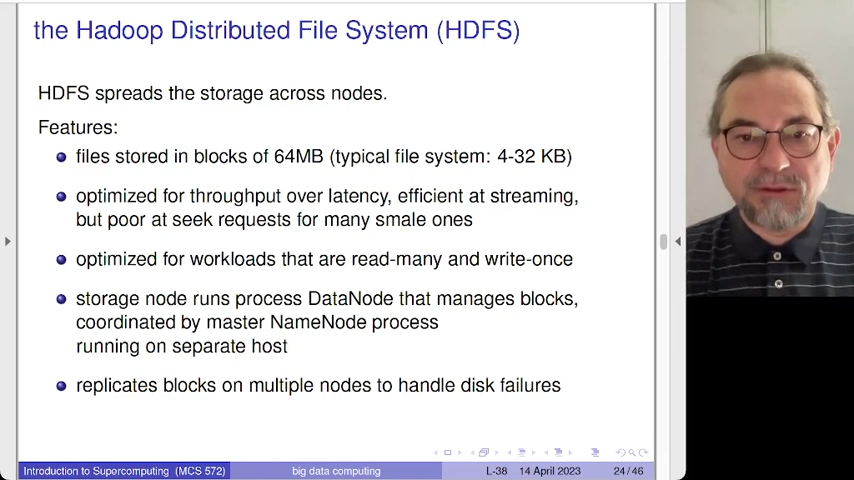 the Hadoop Distributed File System (HDFS)
HDFS spreads the storage across nodes.
Features:
files stored in blocks of 64MB (typical file system: 4-32 KB)
optimized for throughput over latency, efficient at streaming,
but poor at seek requests for many smale ones
optimized for workloads that are read-many and write-once
storage node runs process DataNode that manages blocks,
coordinated by master NameNode process
running on separate host
replicates blocks on multiple nodes to handle disk failures
Introduction to Supercomputing (MCS 572) big data computing L-38 14 April 2023 24 / 46